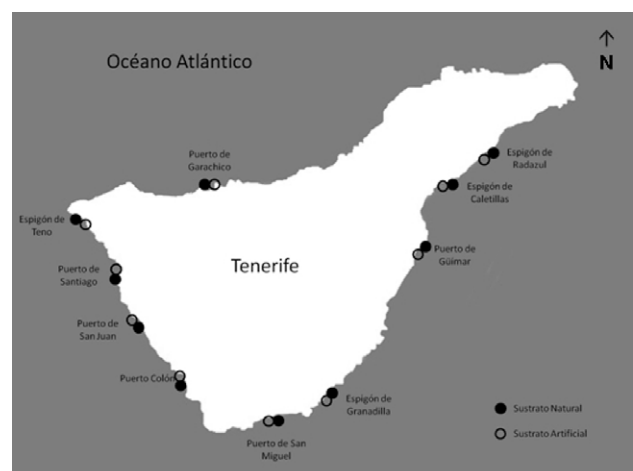 Océano Atlántico
N
Puerto de
Garachico
Espigón de
Radazul
Espigón de
Caletillas
Espigón de
Teno
Puerto de
Güimar
Tenerife
Puerto de
Santiago
Puerto de
San Juan
Puerto Colón
Espigón de
Granadilla
Sustrato Natural
Sustrato Artificial
Puerto de San
Miguel